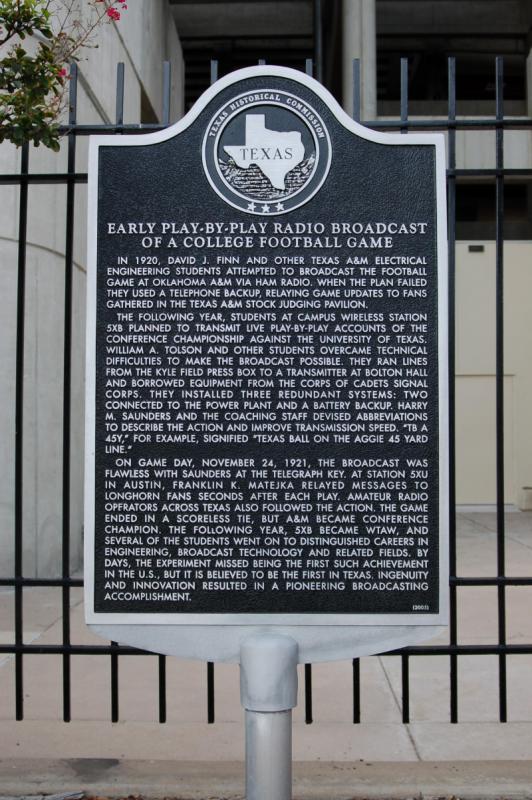 TEXAS HISTORICAL COMMISSION
TEXAS
EARLY PLAY-BY-PLAY RADIO BROADCAST
OF A COLLEGE FOOTBALL GAME
IN 1920, DAVID J. FINN AND OTHER TEXAS A&M ELECTRICAL
ENGINEERING STUDENTS ATTEMPTED TO BROADCAST THE FOOTBALL
GAME AT OKLAHOMA A&M VIA HAM RADIO. WHEN THE PLAN FAILED
THEY USED A TELEPHONE BACKUP, RELAYING GAME UPDATES TO FANS
GATHERED IN THE TEXAS A&M STOCK JUDGING PAVILION.
THE FOLLOWING YEAR, STUDENTS AT CAMPUS WIRELESS STATION
5XB PLANNED TO TRANSMIT LIVE PLAY-BY-PLAY ACCOUNTS OF THE
CONFERENCE CHAMPIONSHIP AGAINST THE UNIVERSITY OF TEXAS.
WILLIAM A. TOLSON AND OTHER STUDENTS OVERCAME TECHNICAL
DIFFICULTIES TO MAKE THE BROADCAST POSSIBLE. THEY RAN LINES
FROM THE KYLE FIELD PRESS BOX TO A TRANSMITTER AT BOLTON HALL
AND BORROWED EQUIPMENT FROM THE CORPS OF CADETS SIGNAL
CORPS. THEY INSTALLED THREE REDUNDANT SYSTEMS: TWO
CONNECTED TO THE POWER PLANT AND A BATTERY BACKUP. HARRY
M. SAUNDERS AND THE COACHING STAFF DEVISED ABBREVIATIONS
TO DESCRIBE THE ACTION AND IMPROVE TRANSMISSION SPEED. "TB A
45Y," FOR EXAMPLE, SIGNIFIED "TEXAS BALL ON THE AGGIE 45 YARD
LINE."
ON GAME DAY, NOVEMBER 24, 1921, THE BROADCAST WAS
FLAWLESS WITH SAUNDERS AT THE TELEGRAPH KEY. AT STATION 5XU
IN AUSTIN, FRANKLIN K. MATEJKA RELAYED MESSAGES TO
LONGHORN FANS SECONDS AFTER EACH PLAY. AMATEUR RADIO
OPERATORS ACROSS TEXAS ALSO FOLLOWED THE ACTION. THE GAME
ENDED IN A SCORELESS TIE, BUT A&M BECAME CONFERENCE
CHAMPION. THE FOLLOWING YEAR, 5XB BECAME WTAW, AND
SEVERAL OF THE STUDENTS WENT ON TO DISTINGUISHED CAREERS IN
ENGINEERING, BROADCAST TECHNOLOGY AND RELATED FIELDS. BY
DAYS, THE EXPERIMENT MISSED BEING THE FIRST SUCH ACHIEVEMENT
IN THE U.S., BUT IT IS BELIEVED TO BE THE FIRST IN TEXAS. INGENUITY
AND INNOVATION RESULTED IN A PIONEERING BROADCASTING
ACCOMPLISHMENT.
(2005)